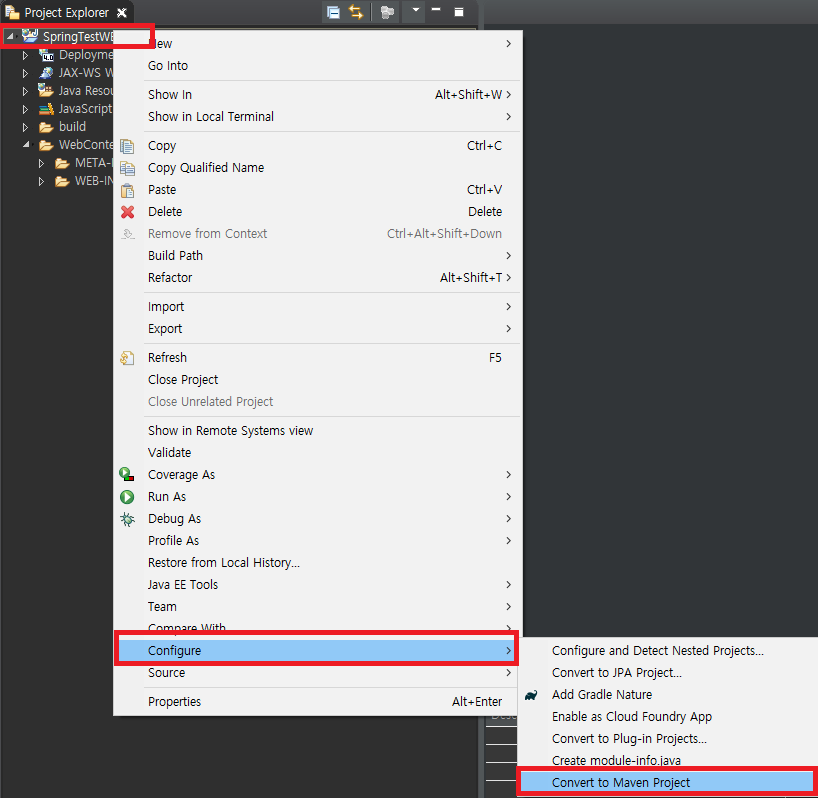 Project Explorer
SpringTestWE
New
Go Into
Show In Alt+Shift+W
Show in Local Terminal
Copy Ctrl+C
Copy Qualified Name
Paste Ctrl+V
Delete Delete
Remove from Context Ctrl+Alt+Shift+Down
Build Path
Refactor Alt+Shift+T
Import
Export
Refresh F5
Close Project
Close Unrelated Project
Show in Remote Systems view
Validate
Coverage As
Run As
Debug As
Profile As
Restore from Local History...
Java EE Tools
Team
Compare With
Configure
Source
Properties Alt+Enter
Deployme
JAX-WS W
Java Resou
JavaScript
build
WebConte
META-I
WEB-IN
Configure and Detect Nested Projects...
Convert to JPA Project...
Add Gradle Nature
Enable as Cloud Foundry App
Convert to Plug-in Projects...
Create module-info.java
Convert to Maven Project